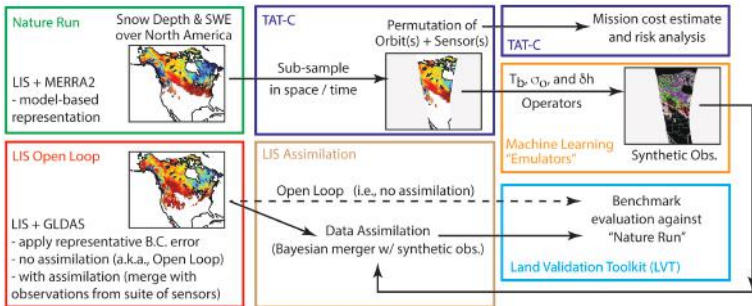 Nature Run
Snow Depth & SWE
over North America
LIS + MERRA2
- model-based
representation
TAT-C
Permutation of
Orbit(s) + Sensor(s)
Sub-sample
in space / time
Mission cost estimate
and risk analysis
TAT-C
Tb, σo, and δh
Operators
Machine Learning
"Emulators"
Synthetic Obs.
LIS Open Loop
LIS + GLDAS
- apply representative B.C. error
- no assimilation (a.k.a., Open Loop)
- with assimilation (merge with
observations from suite of sensors)
LIS Assimilation
Open Loop (i.e., no assimilation)
Data Assimilation
(Bayesian merger w/ synthetic obs.)
Benchmark
evaluation against
"Nature Run"
Land Validation Toolkit (LVT)